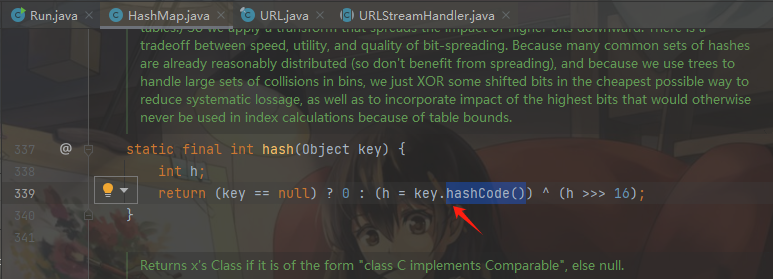 Run.java HashMap.java URL.java URLStreamHandler.java
tables.) So we apply a transform that spreads the impact of higher bits downward. There is a
tradeoff between speed, utility, and quality of bit-spreading. Because many common sets of hashes
are already reasonably distributed (so don't benefit from spreading), and because we use trees to
handle large sets of collisions in bins, we just XOR some shifted bits in the cheapest possible way to
reduce systematic lossage, as well as to incorporate impact of the highest bits that would otherwise
never be used in index calculations because of table bounds.
337 @ static final int hash(Object key) {
338 int h;
339 return (key == null) ? 0 : (h = key.hashCode()) ^ (h >>> 16);
340 }
341
Returns x's Class if it is of the form "class C implements Comparable", else null.